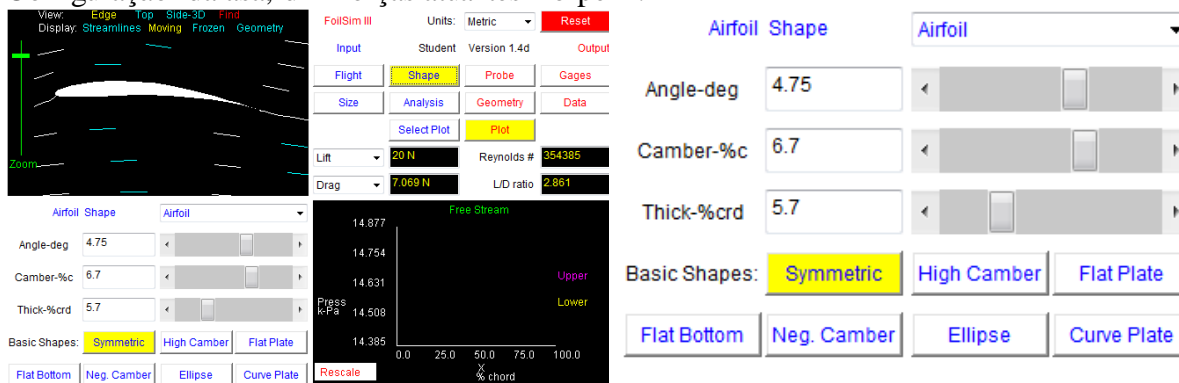 View: Edge Top Side-3D Find
Display: Streamlines Moving Frozen Geometry
Zoom
FoilSim III Units: Metric Reset
Input Student Version 1.4d Output
Flight Shape Probe Gages
Size Analysis Geometry Data
Select Plot Plot
Lift 20 N Reynolds # 354385
Drag 7.069 N L/D ratio 2.861
Airfoil Shape Airfoil
Angle-deg 4.75
Camber-%c 6.7
Thick-%crd 5.7
Basic Shapes: Symmetric High Camber Flat Plate
Flat Bottom Neg. Camber Ellipse Curve Plate
Free Stream
14.877
14.754
14.631 Upper
Press Lower
k-Pa 14.508
14.385
0.0 25.0 50.0 75.0 100.0
X
% chord
Rescale
Airfoil Shape Airfoil
Angle-deg 4.75
Camber-%c 6.7
Thick-%crd 5.7
Basic Shapes: Symmetric High Camber Flat Plate
Flat Bottom Neg. Camber Ellipse Curve Plate